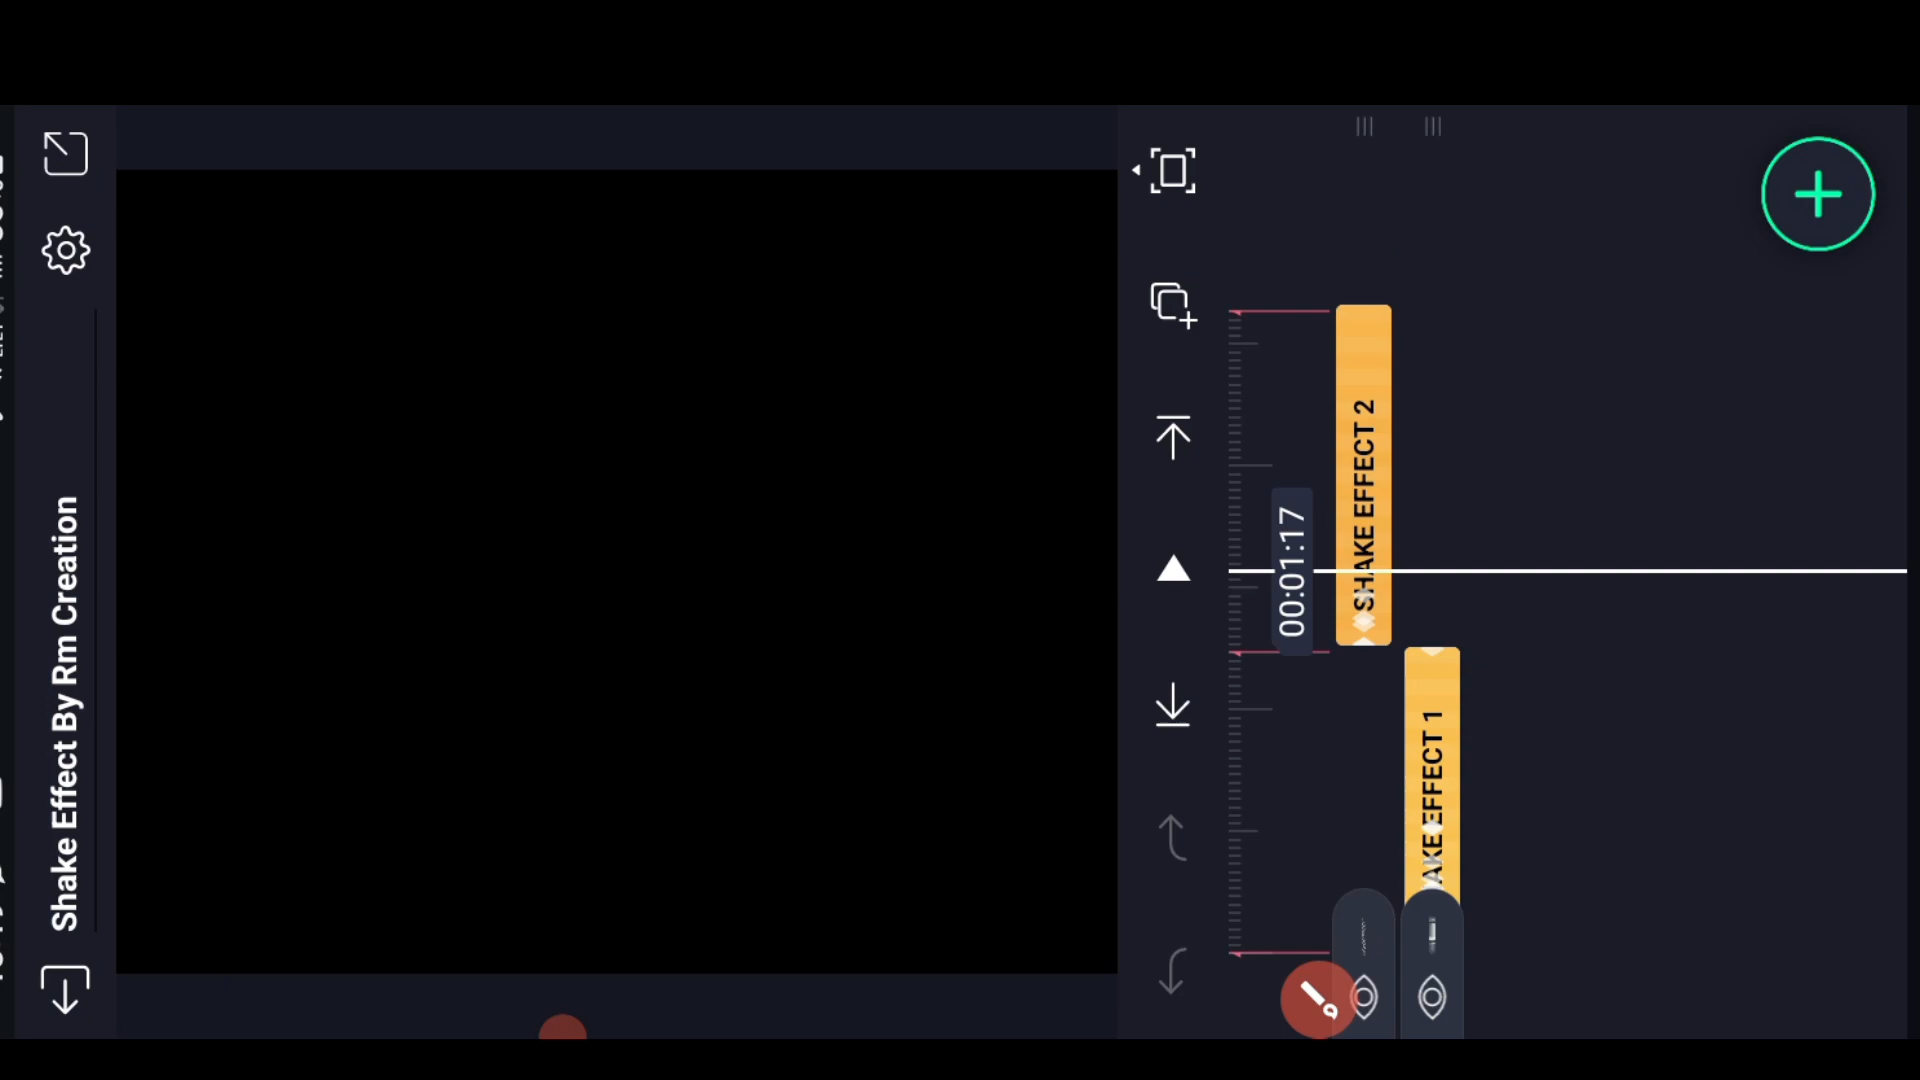 Shake Effect By Rm Creation
00:01:17
SHAKE EFFECT 2
AKE EFFECT 1